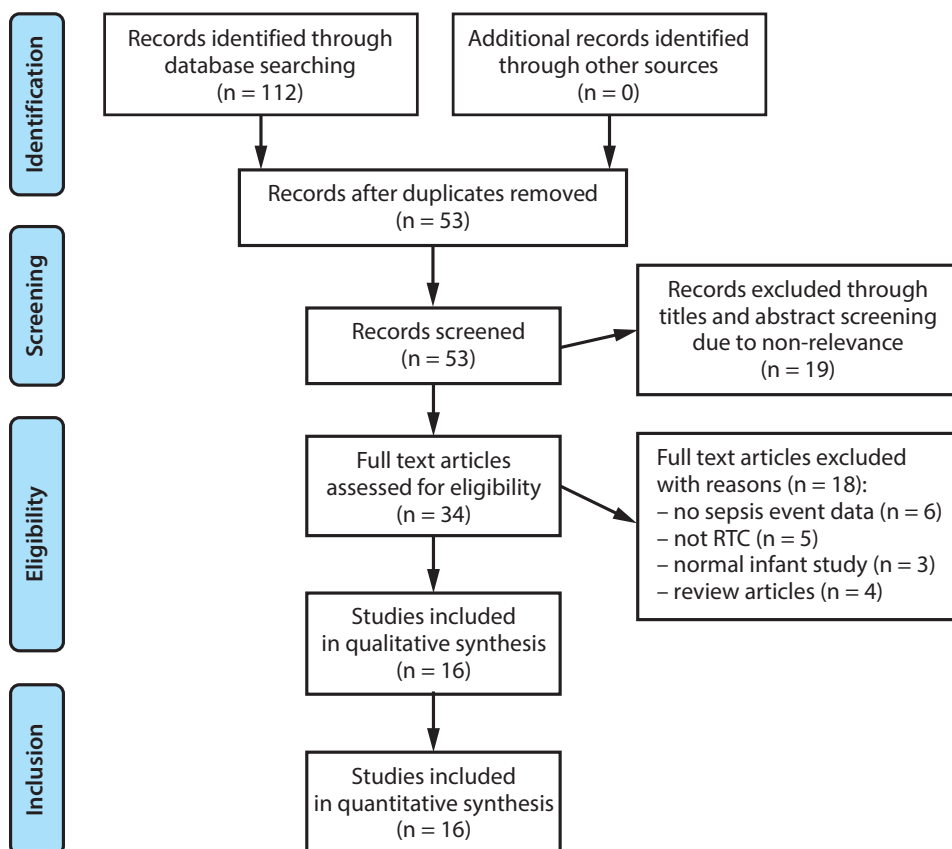 Identification
Records identified through
database searching
(n = 112)
Additional records identified
through other sources
(n = 0)
Records after duplicates removed
(n = 53)
Screening
Records screened
(n = 53)
Records excluded through
titles and abstract screening
due to non-relevance
(n = 19)
Eligibility
Full text articles
assessed for eligibility
(n = 34)
Full text articles excluded
with reasons (n = 18):
– no sepsis event data (n = 6)
– not RTC (n = 5)
– normal infant study (n = 3)
– review articles (n = 4)
Studies included
in qualitative synthesis
(n = 16)
Inclusion
Studies included
in quantitative synthesis
(n = 16)